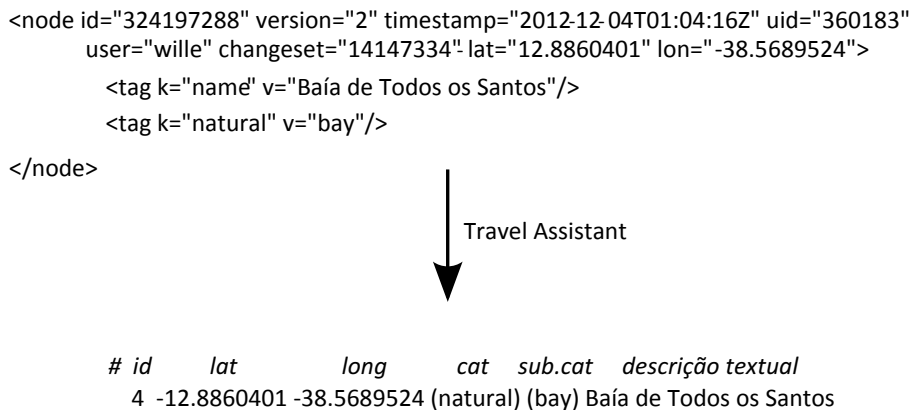 <node id="324197288" version="2" timestamp="2012-12-04T01:04:16Z" uid="360183"
user="wille" changeset="14147334"- lat="12.8860401" lon="-38.5689524">
<tag k="name" v="Baía de Todos os Santos"/>
<tag k="natural" v="bay"/>
</node>
Travel Assistant
# id lat long cat sub.cat descrição textual
4 -12.8860401 -38.5689524 (natural) (bay) Baía de Todos os Santos